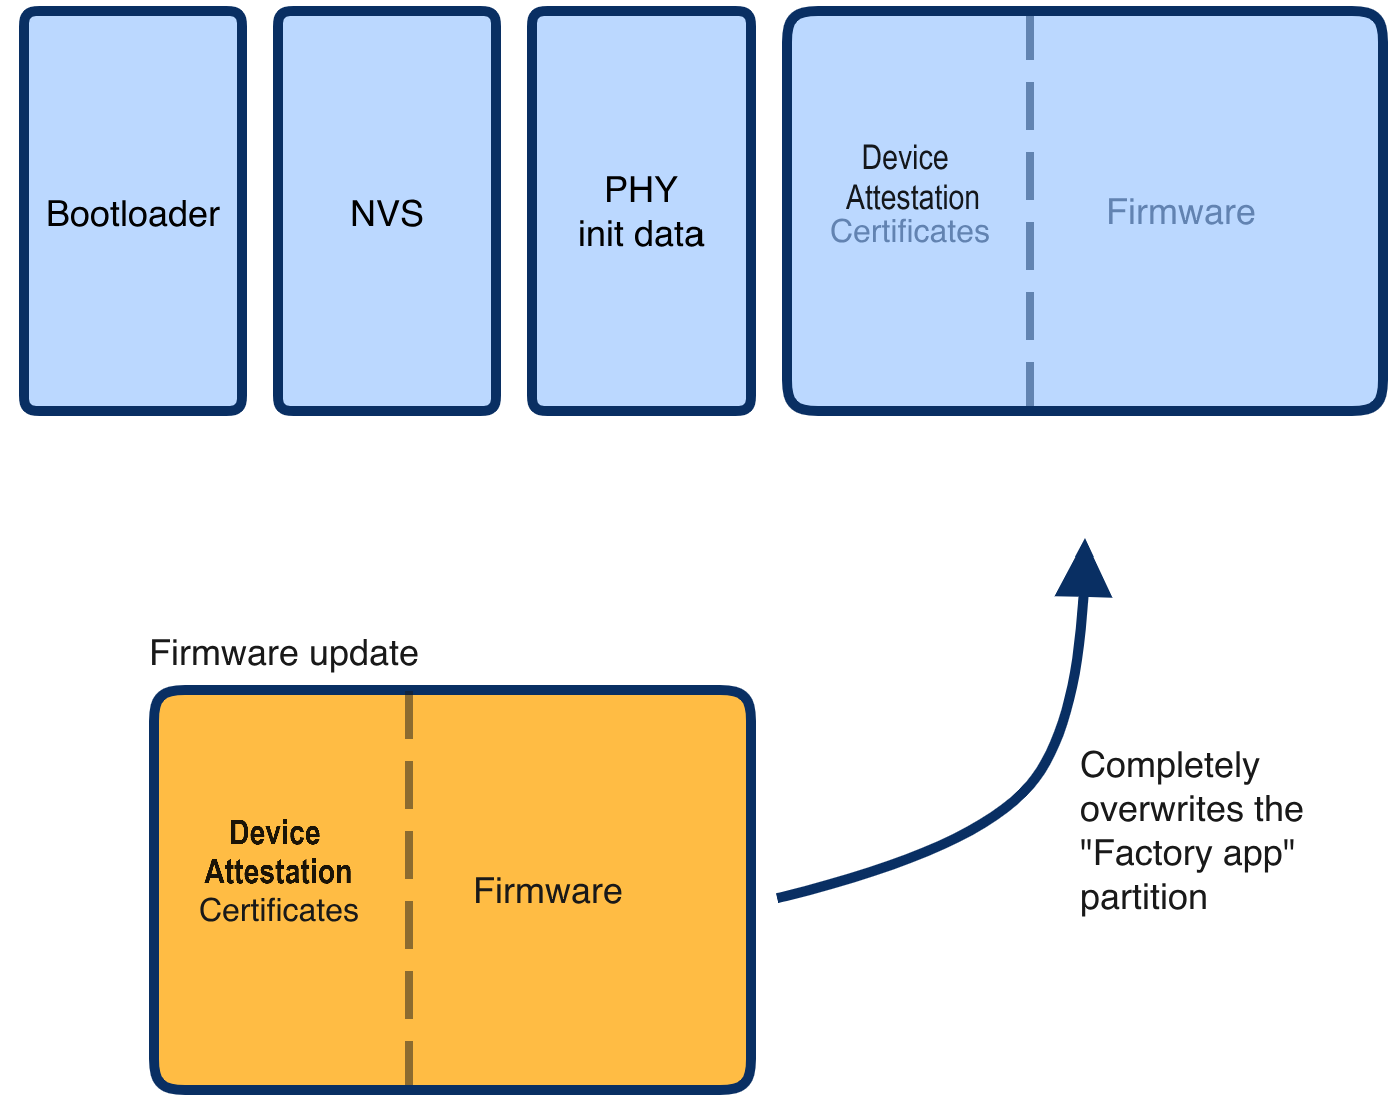 Bootloader
NVS
PHY
init data
Device
Attestation
Certificates
Firmware
Firmware update
Device
Attestation
Certificates
Firmware
Completely
overwrites the
"Factory app"
partition